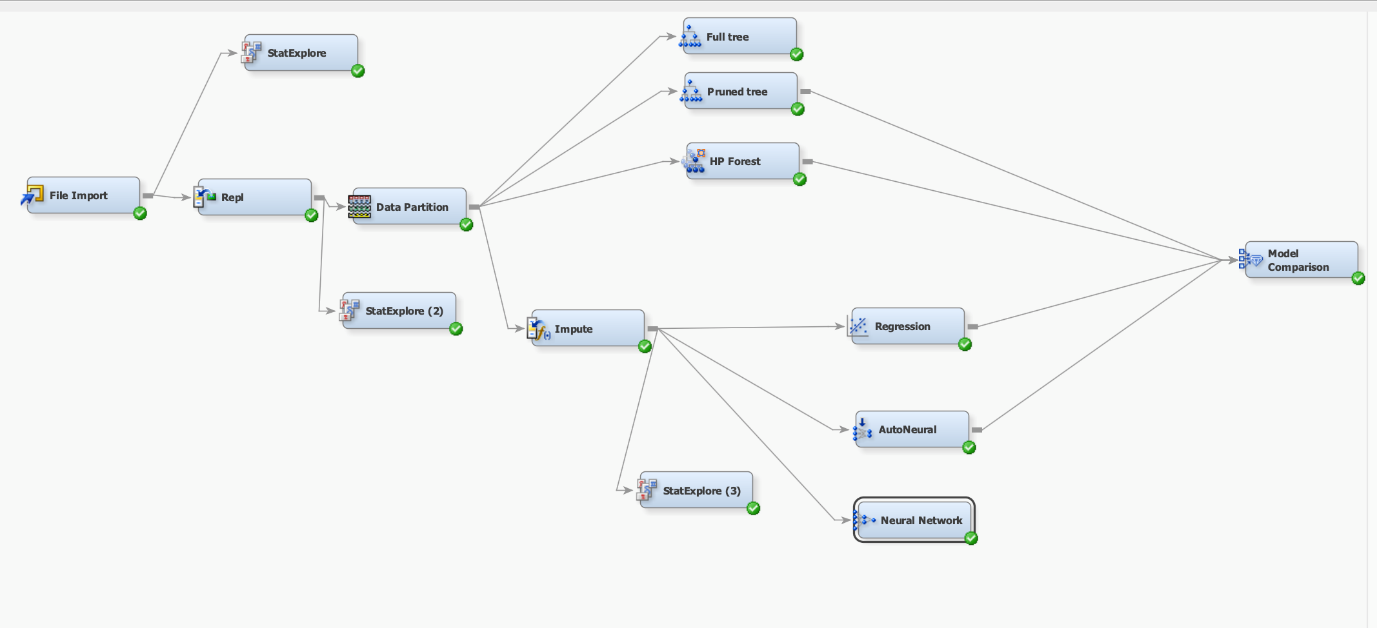 Full tree
StatExplore
Pruned tree
HP Forest
File Import
Repl
Data Partition
Model
Comparison
StatExplore (2)
Impute
Regression
AutoNeural
StatExplore (3)
Neural Network